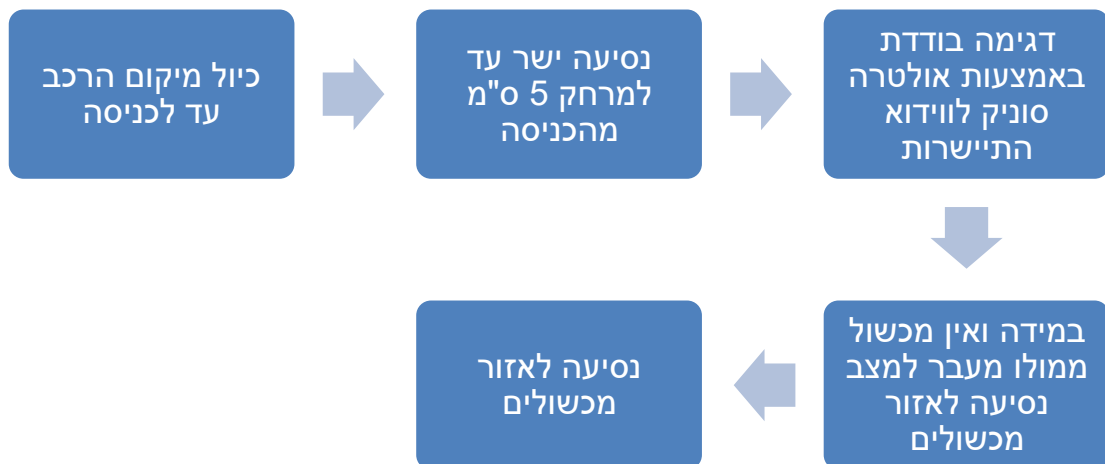 כיול מיקום הרכב
עד לכניסה
נסיעה ישר עד
למרחק 5 ס"מ
מהכניסה
דגימה בודדת
באמצעות אולטרה
סוניק לווידוא
התיישרות
במידה ואין מכשול
ממולו מעבר למצב
נסיעה לאזור
מכשולים
נסיעה לאזור
מכשולים